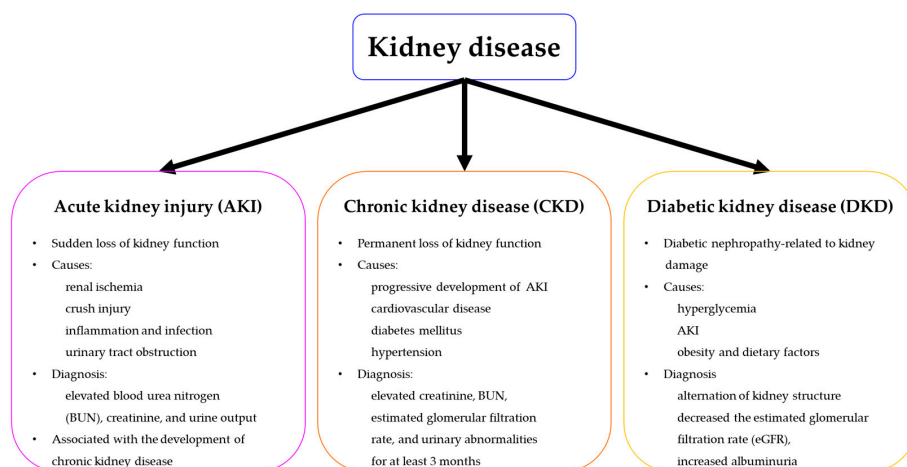 Kidney disease
Acute kidney injury (AKI)
• Sudden loss of kidney function
• Causes:
renal ischemia
crush injury
inflammation and infection
urinary tract obstruction
• Diagnosis:
elevated blood urea nitrogen
(BUN), creatinine, and urine output
• Associated with the development of
chronic kidney disease
Chronic kidney disease (CKD)
• Permanent loss of kidney function
• Causes:
progressive development of AKI
cardiovascular disease
diabetes mellitus
hypertension
• Diagnosis:
elevated creatinine, BUN,
estimated glomerular filtration
rate, and urinary abnormalities
for at least 3 months
Diabetic kidney disease (DKD)
• Diabetic nephropathy-related to kidney
damage
• Causes:
hyperglycemia
AKI
obesity and dietary factors
• Diagnosis
alternation of kidney structure
decreased the estimated glomerular
filtration rate (eGFR),
increased albuminuria